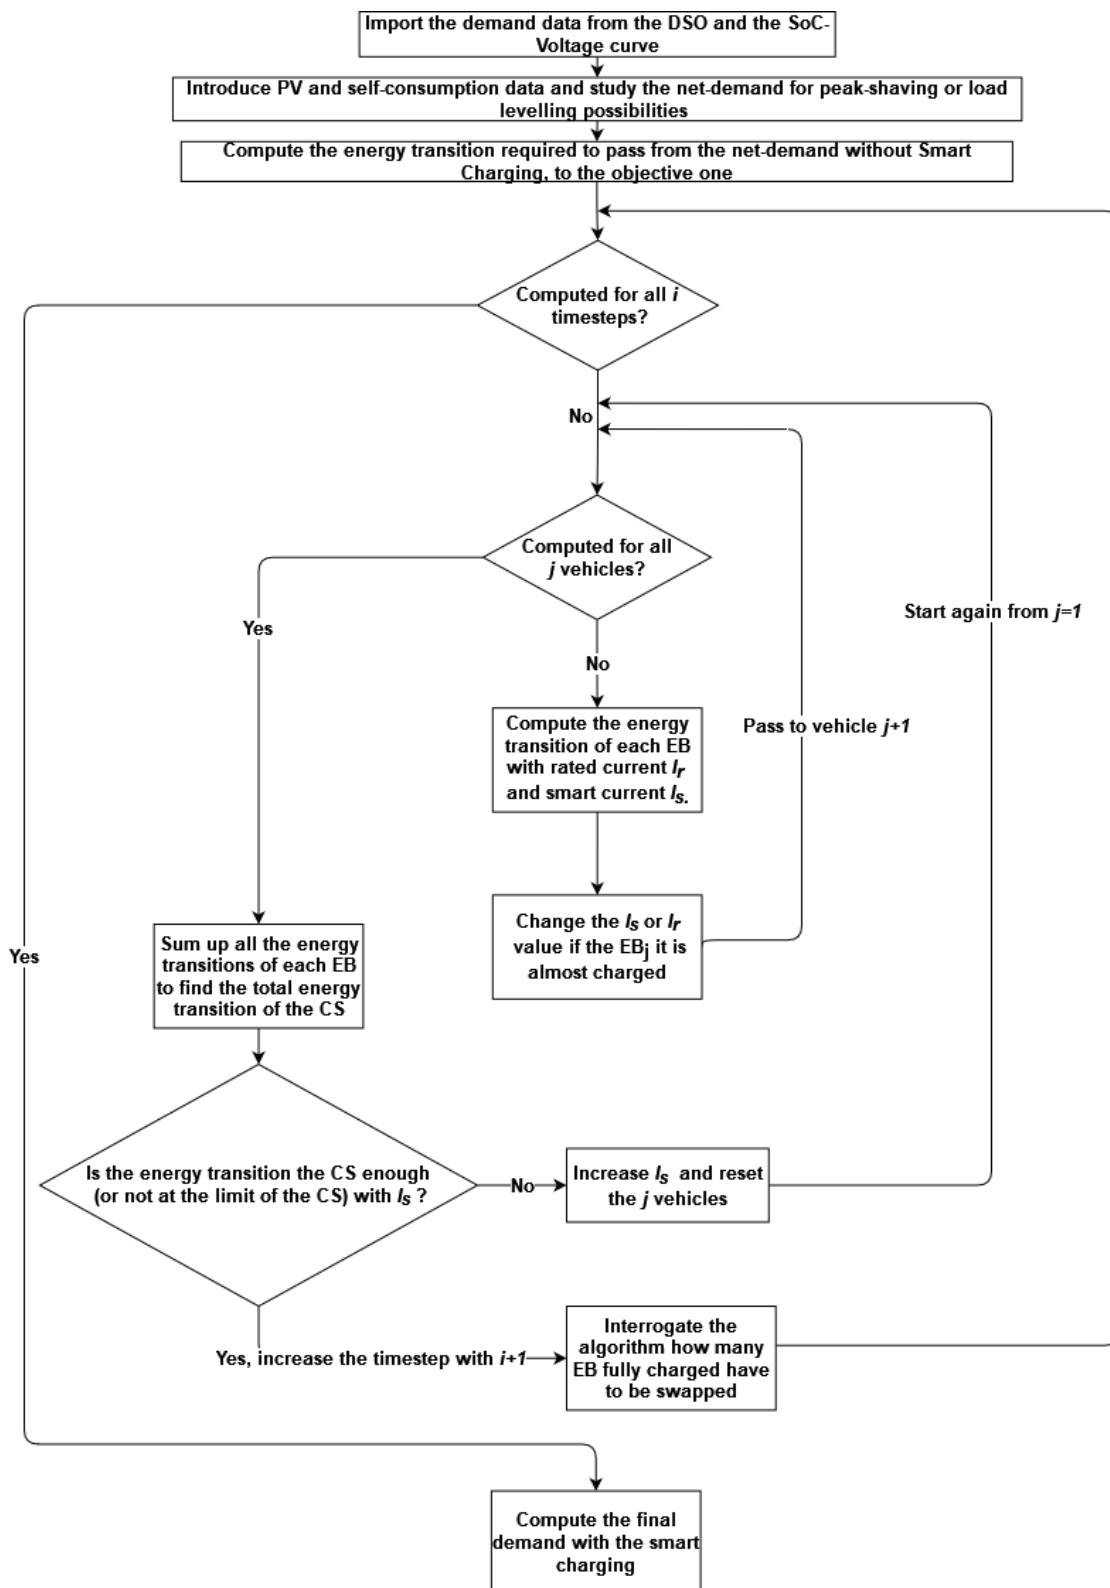 Import the demand data from the DSO and the SoC-
Voltage curve
Introduce PV and self-consumption data and study the net-demand for peak-shaving or load
levelling possibilities
Compute the energy transition required to pass from the net-demand without Smart
Charging, to the objective one
Computed for all i
timesteps?
No
Computed for all
j vehicles?
Yes
No
Start again from j=1
Compute the energy
transition of each EB
with rated current Ir
and smart current Is.
Pass to vehicle j+1
Change the Is or Ir
value if the EBj it is
almost charged
Yes
Sum up all the energy
transitions of each EB
to find the total energy
transition of the CS
Is the energy transition the CS enough
(or not at the limit of the CS) with Is ?
No
Increase Is and reset
the j vehicles
Yes, increase the timestep with i+1
Interrogate the
algorithm how many
EB fully charged have
to be swapped
Compute the final
demand with the smart
charging